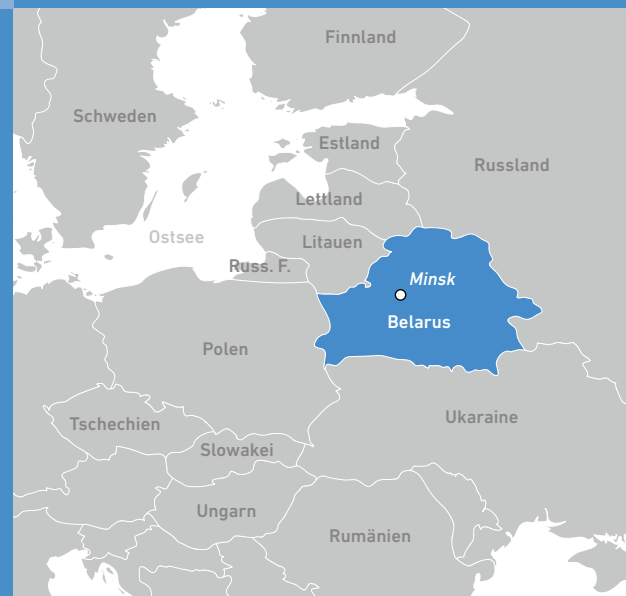 Finnland
Schweden
Estland
Russland
Lettland
Ostsee
Litauen
Russ. F.
Minsk
Belarus
Polen
Ukaraine
Tschechien
Slowakei
Ungarn
Rumänien